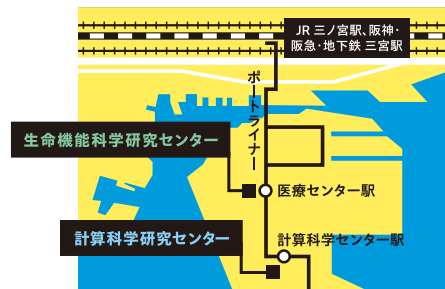 JR 三ノ宮駅、阪神・
阪急・地下鉄 三宮駅
ポートライナー
生命機能科学研究センター
医療センター駅
計算科学研究センター
計算科学センター駅